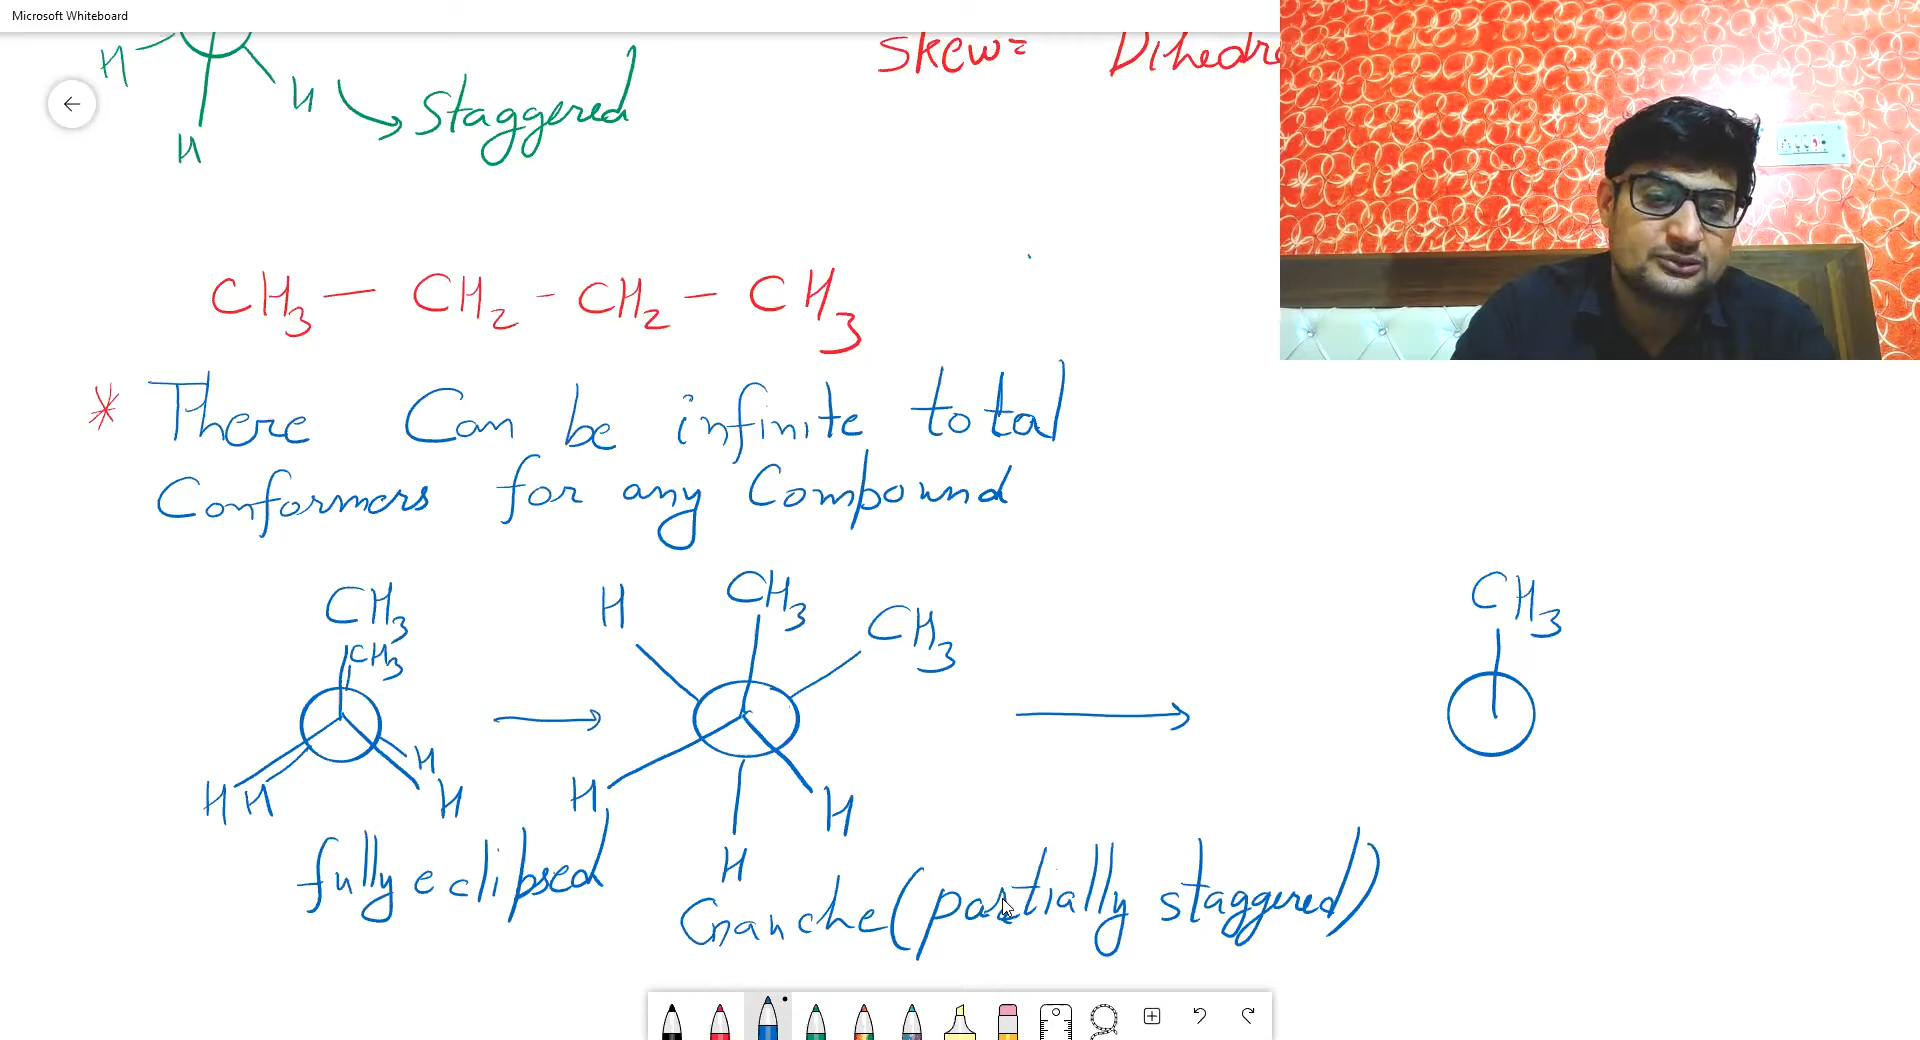 Microsoft Whiteboard
H
H
H
Staggered
Skew=
Dihedr
CH3 — CH2 - CH2 — CH3
* There Can be infinite total
Conformers for any Compound
CH3
CH3
H H
H
H
fully eclipsed
H
CH3
CH3
H
H
H
Gauche (partially staggered)
CH3